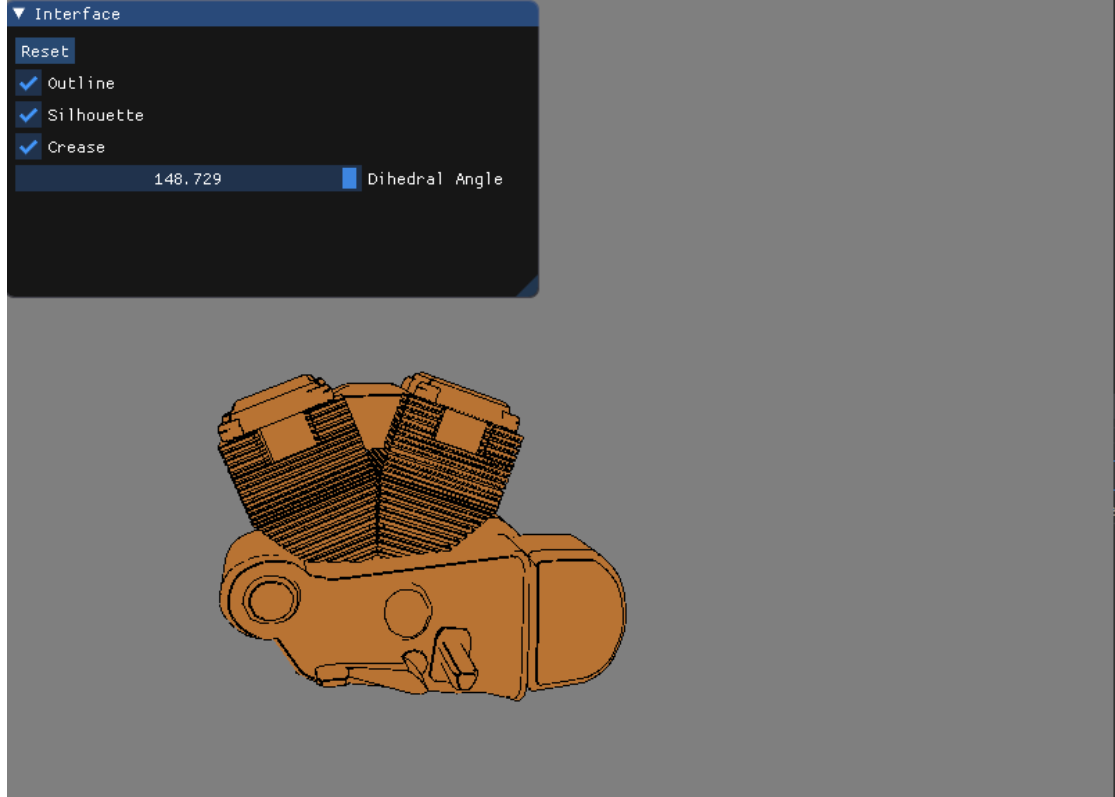 Interface
Reset
Outline
Silhouette
Crease
148.729 Dihedral Angle